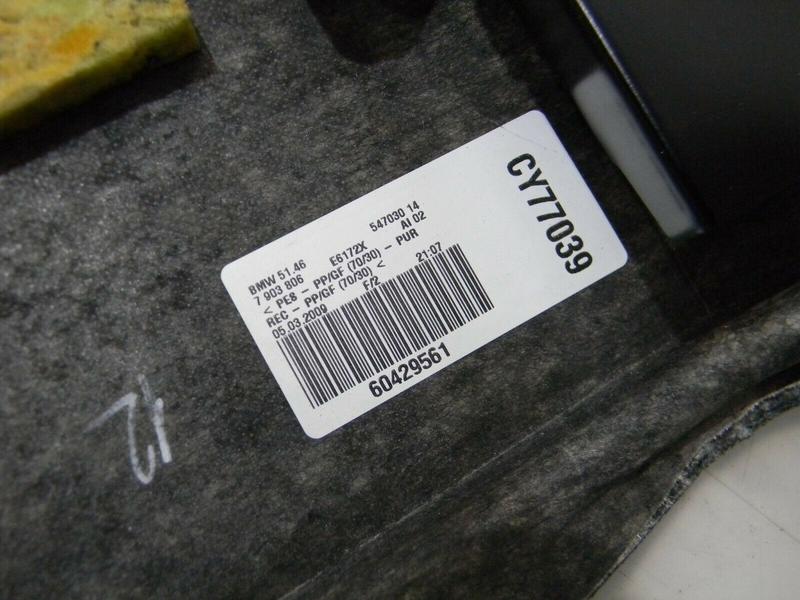 BMW 51.46 E6172X 547030 14
7 903 806 AI 02
< PE8 - PP/GF (70/30) - PUR
REC - PP/GF (70/30) <
05.03.2009 F/2 21:07
60429561
CY77039
12